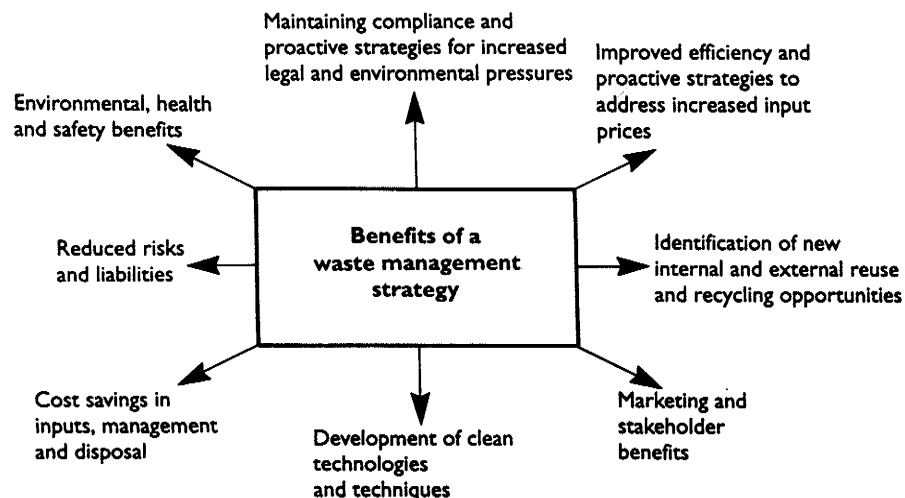 Maintaining compliance and
proactive strategies for increased
legal and environmental pressures
Improved efficiency and
proactive strategies to
address increased input
prices
Environmental, health
and safety benefits
Benefits of a
waste management
strategy
Reduced risks
and liabilities
Identification of new
internal and external reuse
and recycling opportunities
Cost savings in
inputs, management
and disposal
Development of clean
technologies
and techniques
Marketing and
stakeholder
benefits